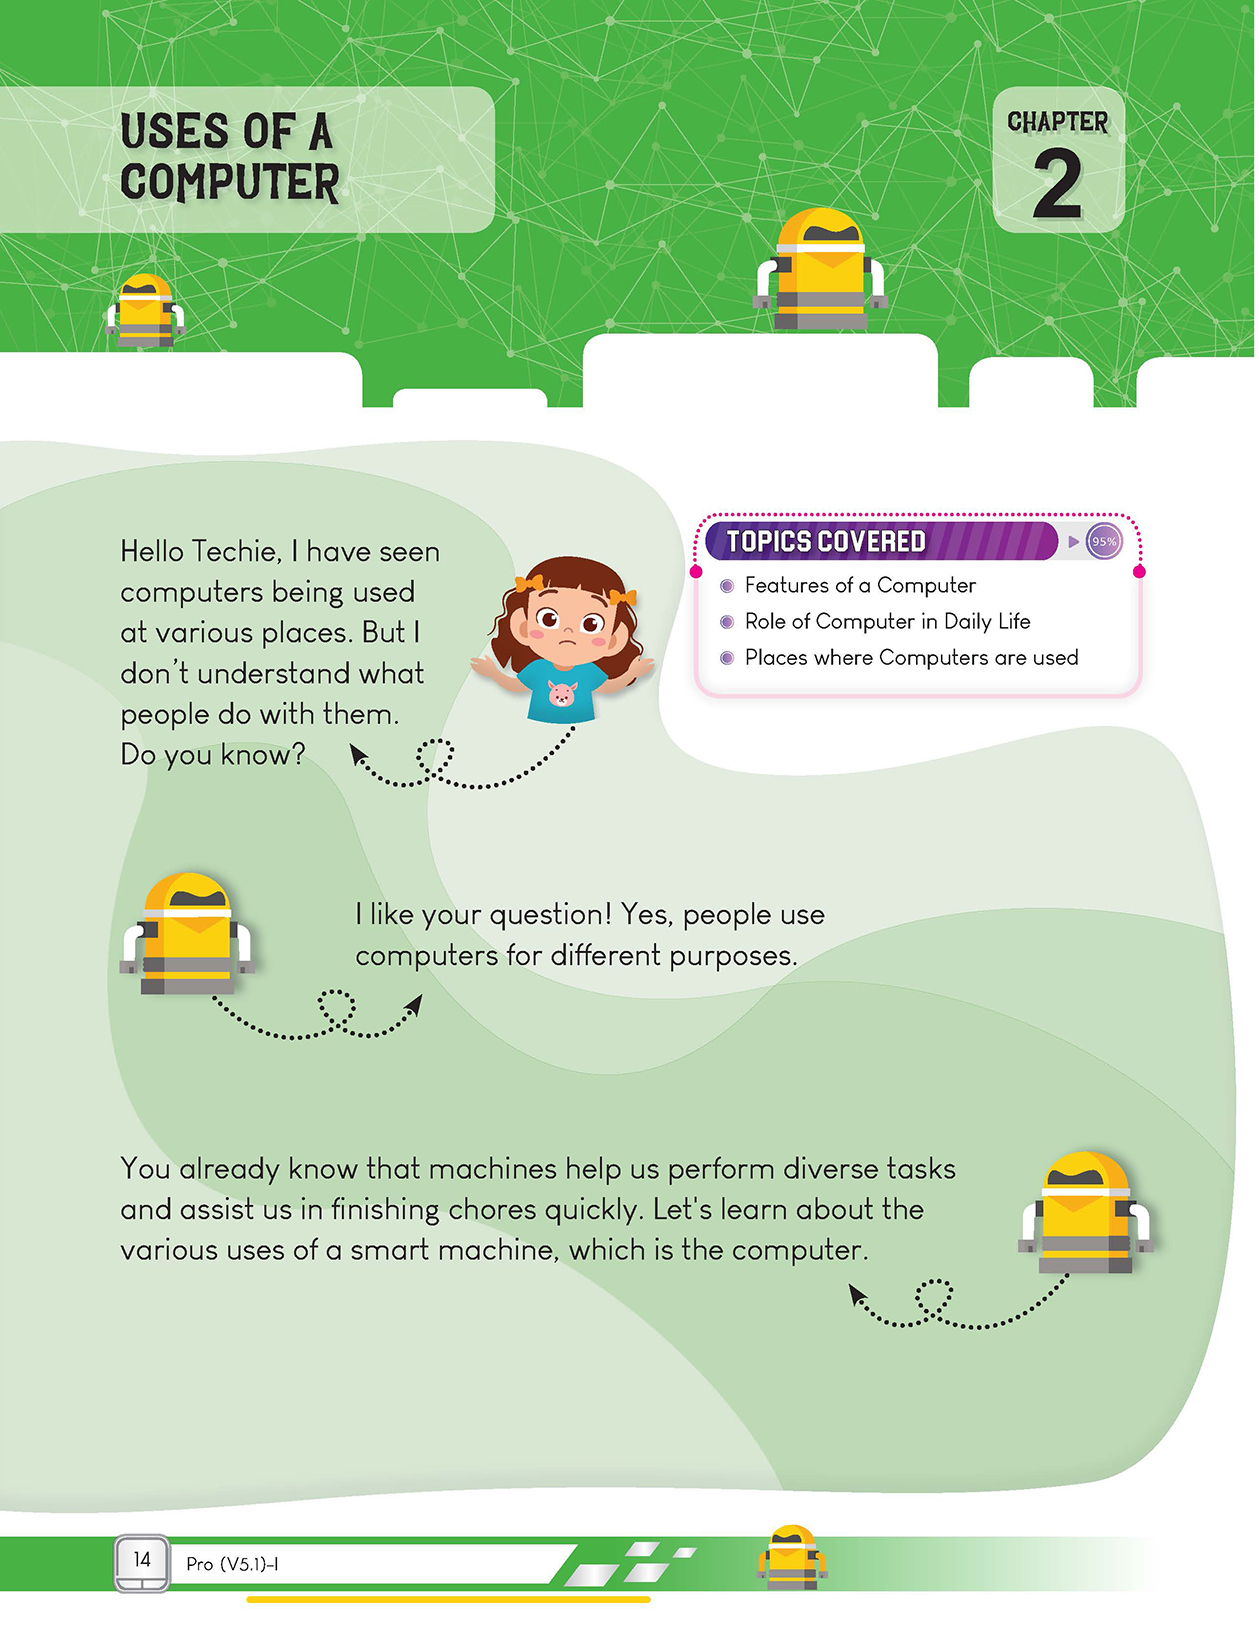 USES OF A
COMPUTER
CHAPTER
2
Hello Techie, I have seen
computers being used
at various places. But I
don't understand what
people do with them.
Do you know?
TOPICS COVERED
95%
Features of a Computer
Role of Computer in Daily Life
Places where Computers are used
I like your question! Yes, people use
computers for different purposes.
You already know that machines help us perform diverse tasks
and assist us in finishing chores quickly. Let's learn about the
various uses of a smart machine, which is the computer.
14
Pro (V5.1)-I